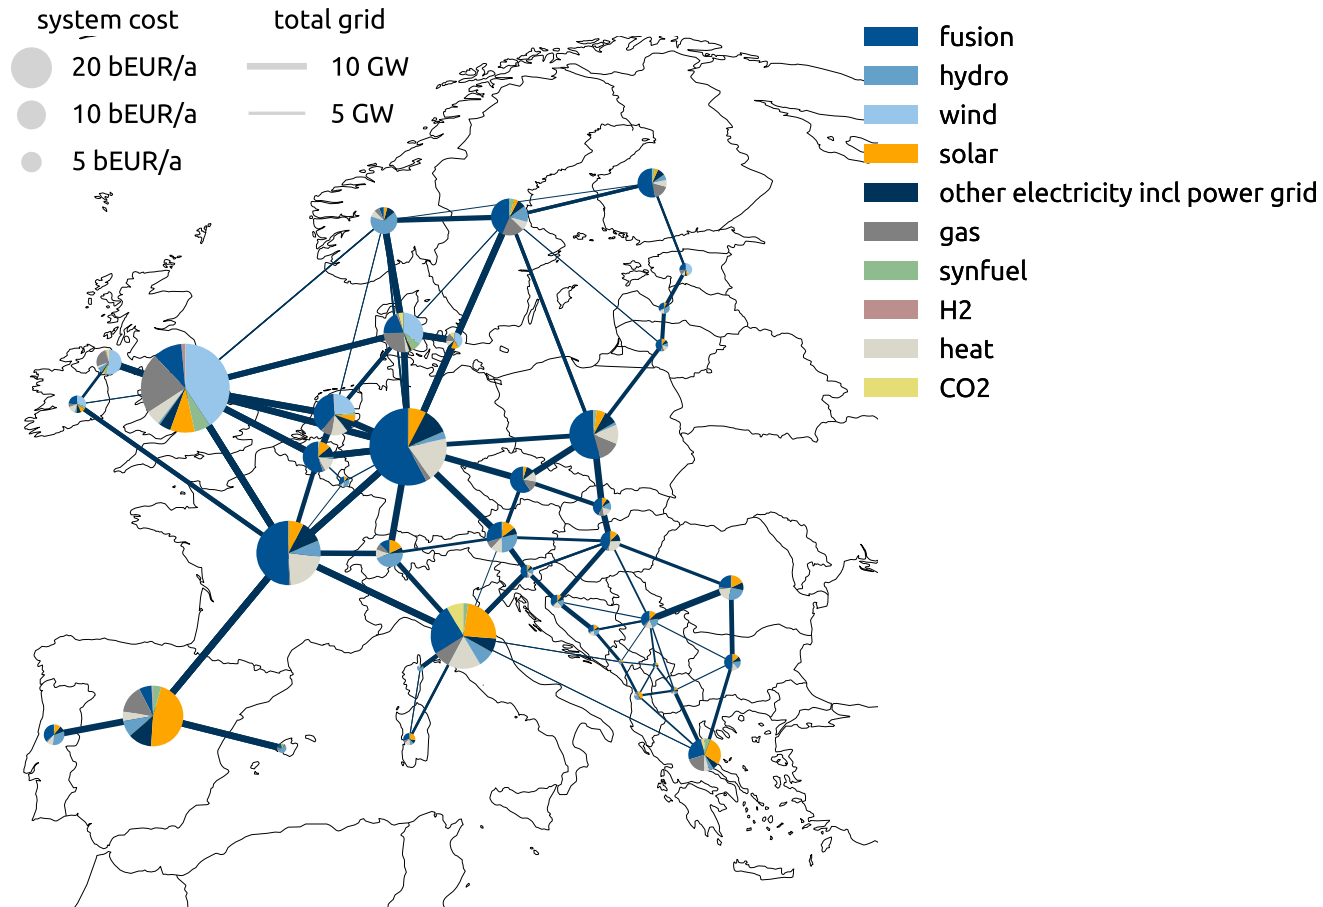 system cost
20 bEUR/a
10 bEUR/a
5 bEUR/a
total grid
10 GW
5 GW
fusion
hydro
wind
solar
other electricity incl power grid
gas
synfuel
H2
heat
CO2